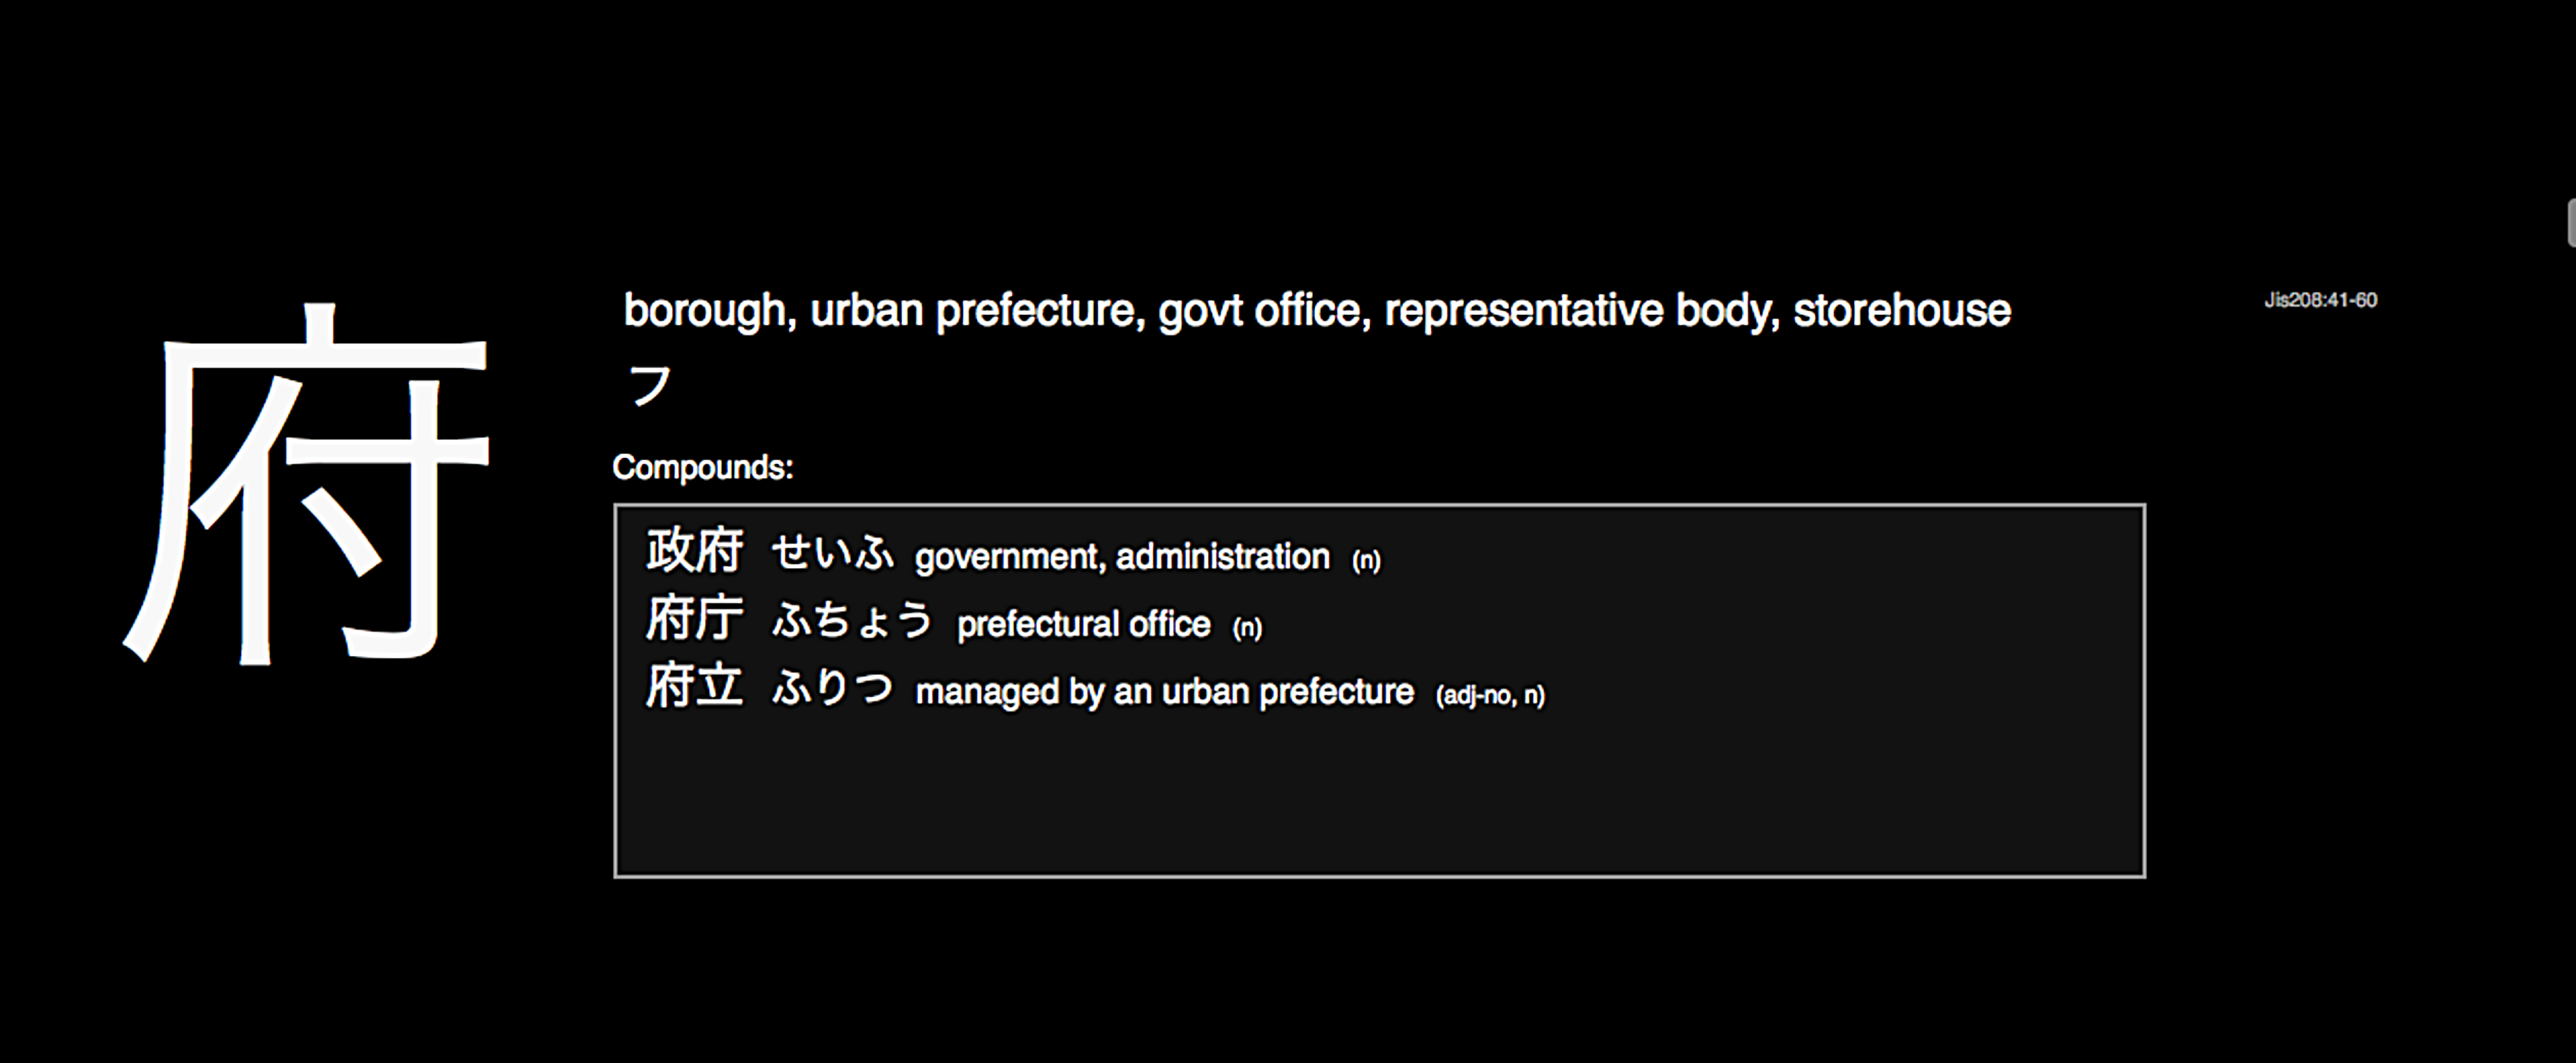 府
borough, urban prefecture, govt office, representative body, storehouse
Jis208:41-60
フ
Compounds:
政府 せいふ government, administration (n)
府庁 ふちょう prefectural office (n)
府立 ふりつ managed by an urban prefecture (adj-no, n)